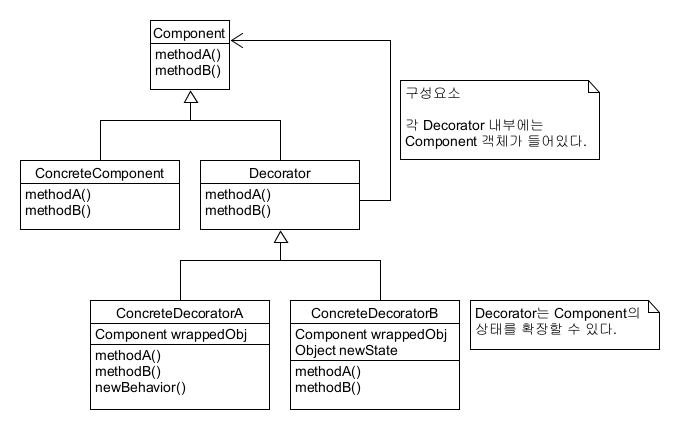 Component
methodA()
methodB()
구성요소
각 Decorator 내부에는
Component 객체가 들어있다.
ConcreteComponent
methodA()
methodB()
Decorator
methodA()
methodB()
ConcreteDecoratorA
Component wrappedObj
methodA()
methodB()
newBehavior()
ConcreteDecoratorB
Component wrappedObj
Object newState
methodA()
methodB()
Decorator는 Component의
상태를 확장할 수 있다.